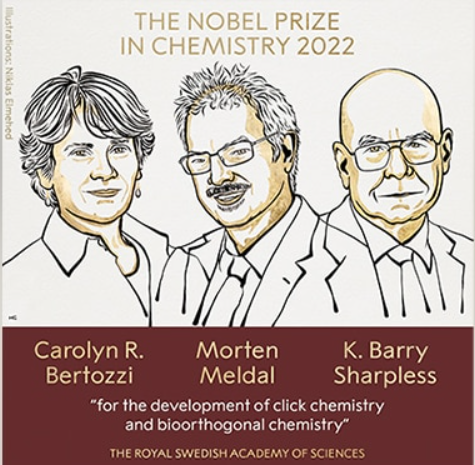 THE NOBEL PRIZE
IN CHEMISTRY 2022
Illustrations: Niklas Elmehed
Carolyn R.
Bertozzi
Morten
Meldal
K. Barry
Sharpless
“for the development of click chemistry
and bioorthogonal chemistry”
THE ROYAL SWEDISH ACADEMY OF SCIENCES